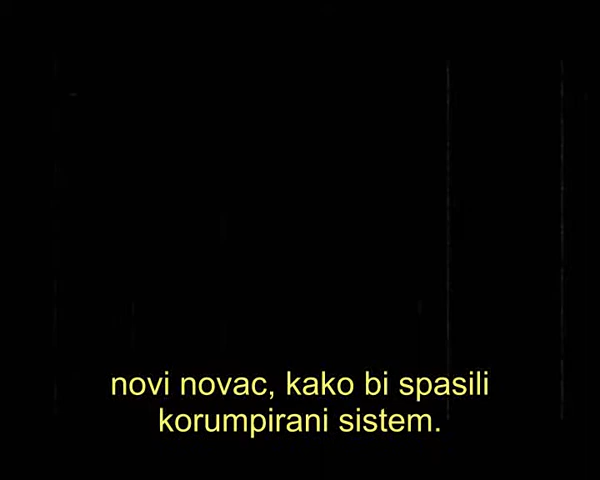 novi novac, kako bi spasili
korumpirani sistem.